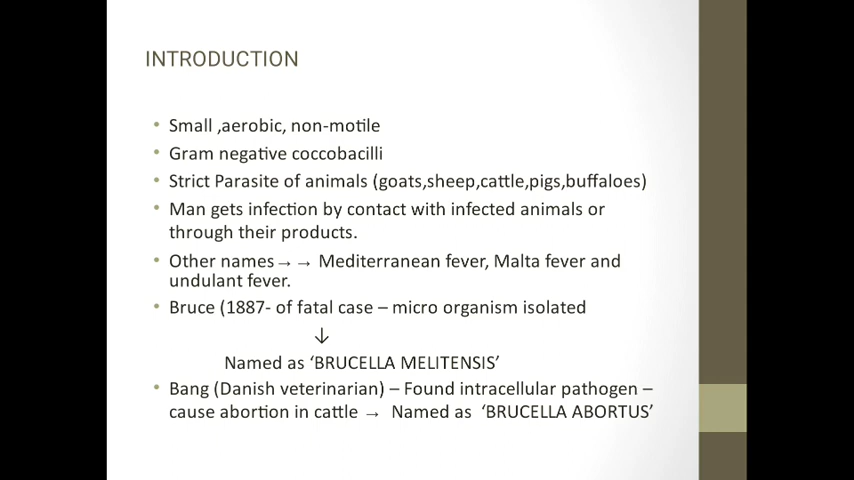 INTRODUCTION
• Small ,aerobic, non-motile
• Gram negative coccobacilli
• Strict Parasite of animals (goats,sheep,cattle,pigs,buffaloes)
• Man gets infection by contact with infected animals or
through their products.
• Other names→→ Mediterranean fever, Malta fever and
undulant fever.
• Bruce (1887- of fatal case – micro organism isolated
↓
Named as ‘BRUCELLA MELITENSIS’
• Bang (Danish veterinarian) – Found intracellular pathogen –
cause abortion in cattle → Named as ‘BRUCELLA ABORTUS’